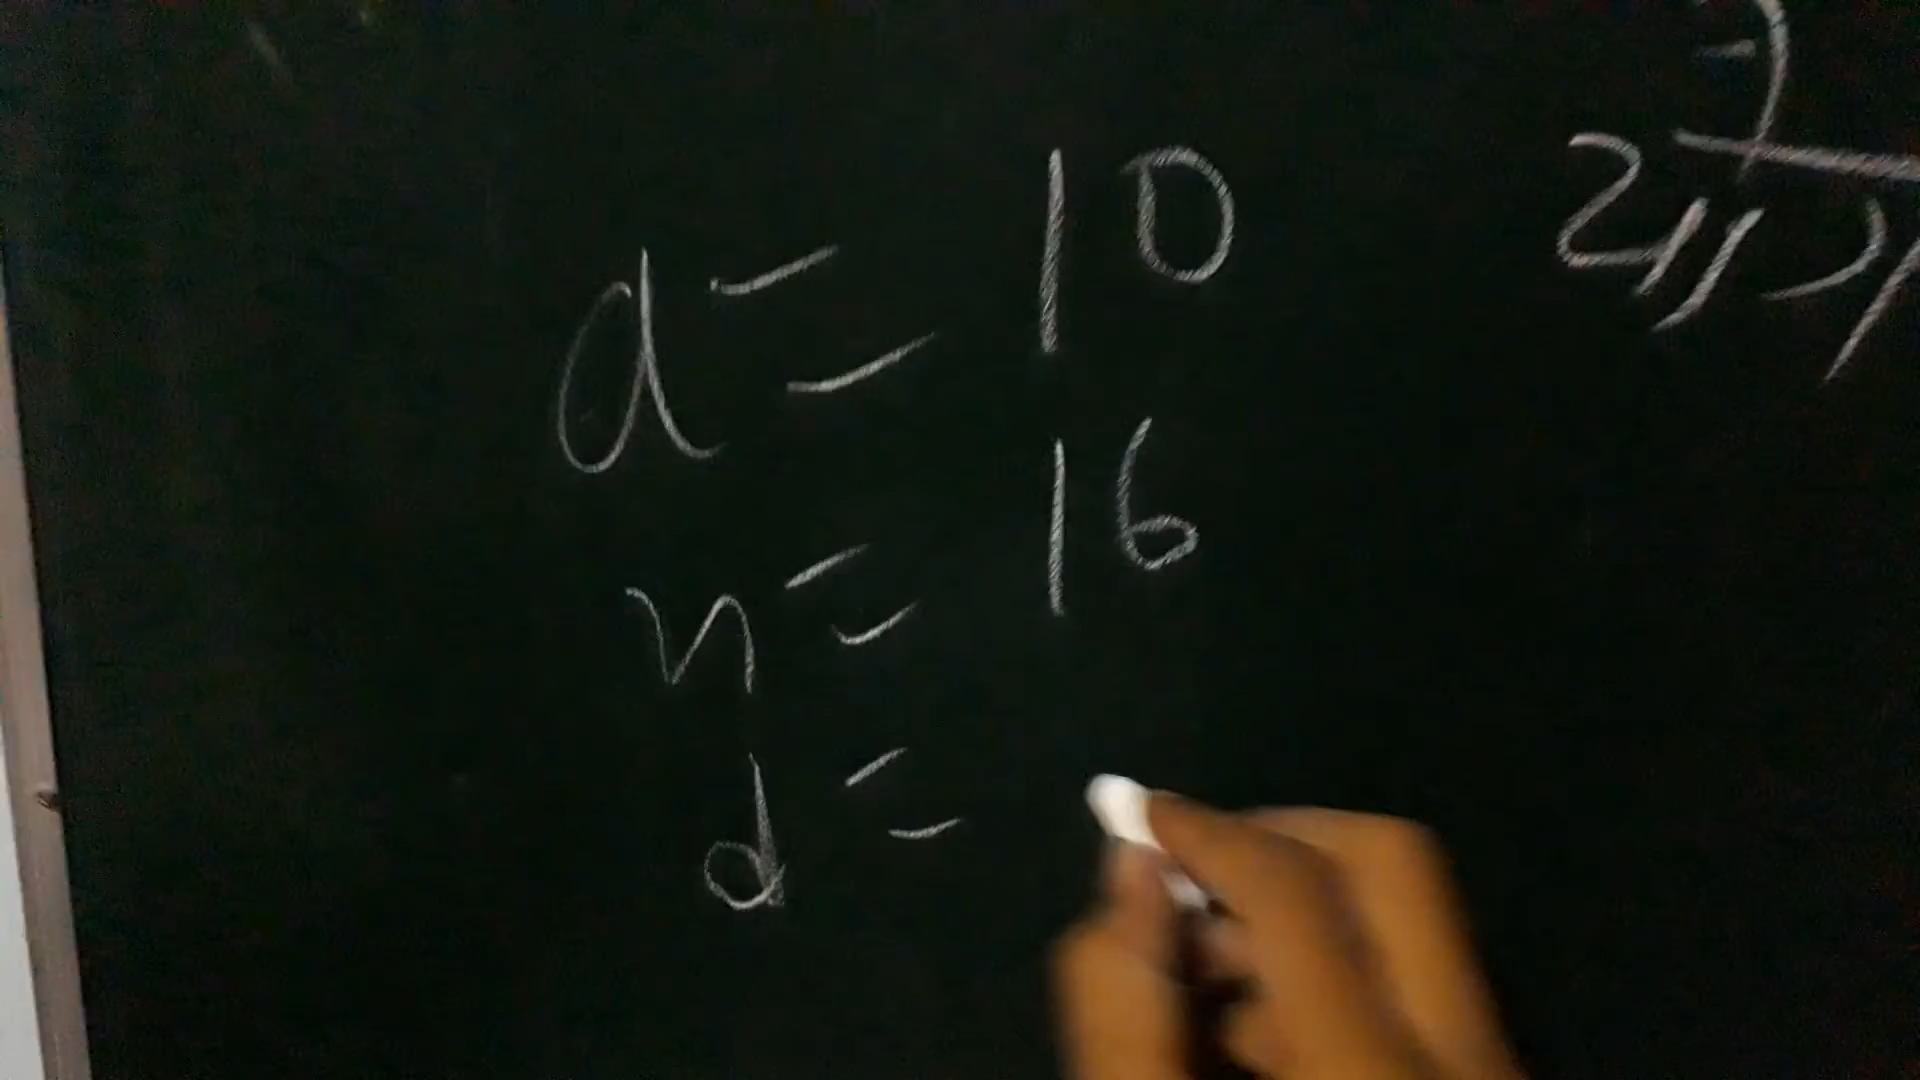 a = 10
n = 16
d =